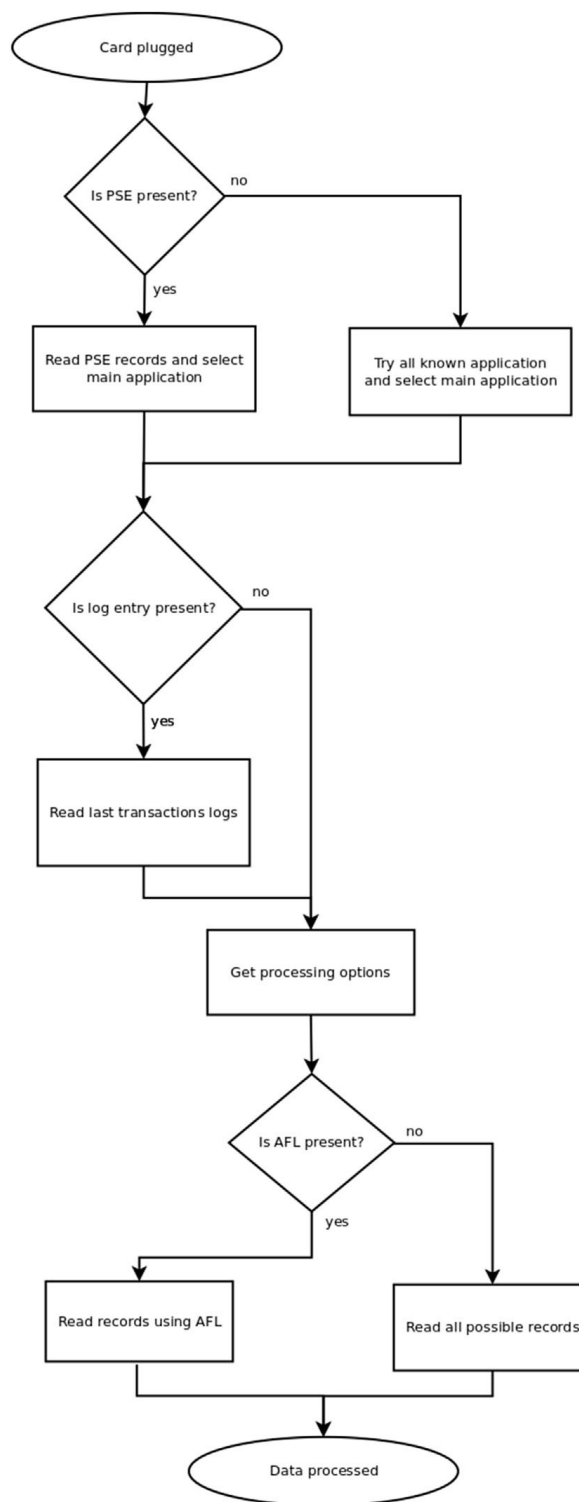 Card plugged
Is PSE present?
no
yes
Read PSE records and select
main application
Try all known application
and select main application
Is log entry present?
no
yes
Read last transactions logs
Get processing options
Is AFL present?
no
yes
Read records using AFL
Read all possible records
Data processed